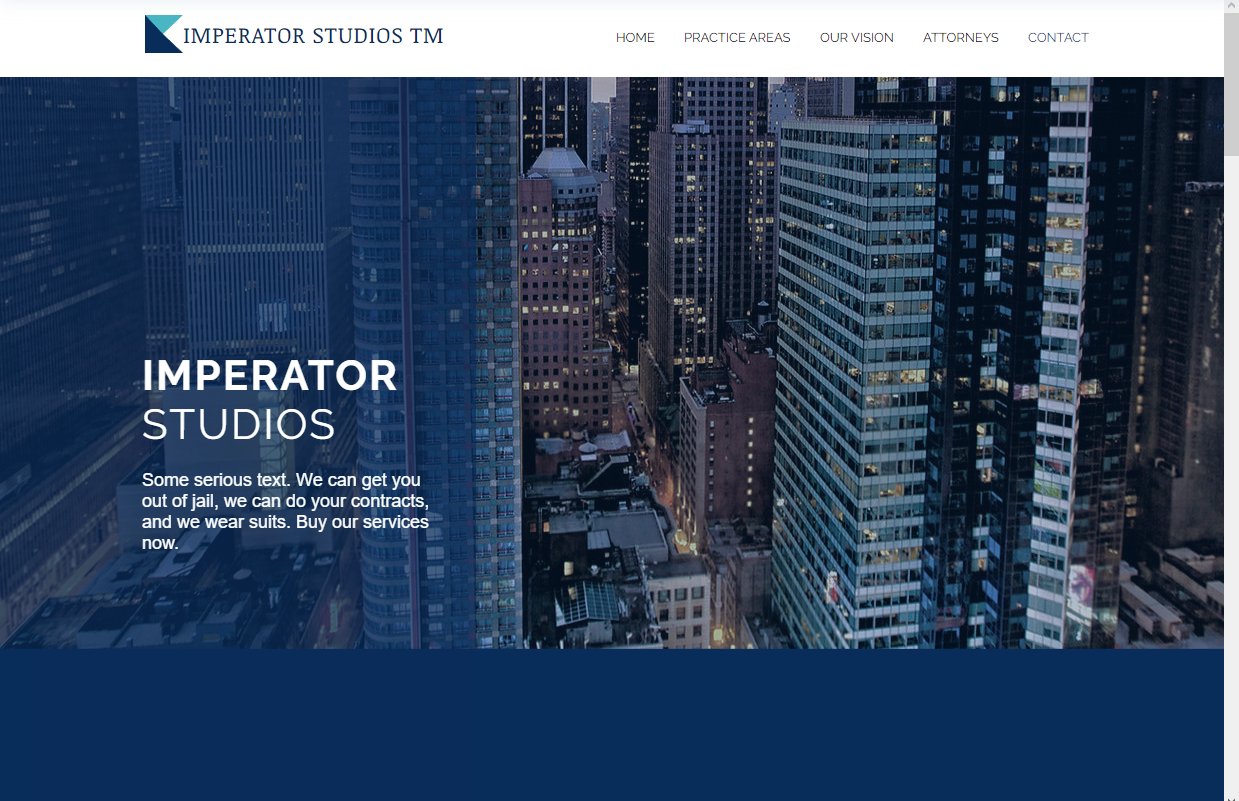 IMPERATOR STUDIOS TM
HOME PRACTICE AREAS OUR VISION ATTORNEYS CONTACT
IMPERATOR
STUDIOS
Some serious text. We can get you
out of jail, we can do your contracts,
and we wear suits. Buy our services
now.